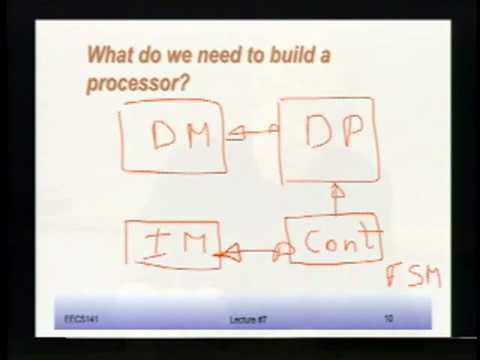 What do we need to build a
processor?
DM
DP
IM
Cont
FSM
EECS141
Lecture #7
10